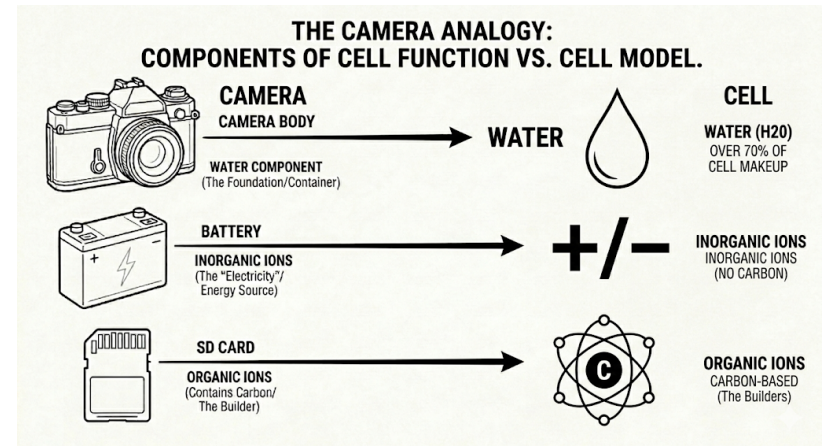 THE CAMERA ANALOGY:
COMPONENTS OF CELL FUNCTION VS. CELL MODEL.
CAMERA
CAMERA BODY
WATER COMPONENT
(The Foundation/Container)
WATER
CELL
WATER (H20)
OVER 70% OF
CELL MAKEUP
+ -
BATTERY
INORGANIC IONS
(The "Electricity"/
Energy Source)
+/-
INORGANIC IONS
INORGANIC IONS
(NO CARBON)
SD CARD
ORGANIC IONS
(Contains Carbon/
The Builder)
C
ORGANIC IONS
CARBON-BASED
(The Builders)